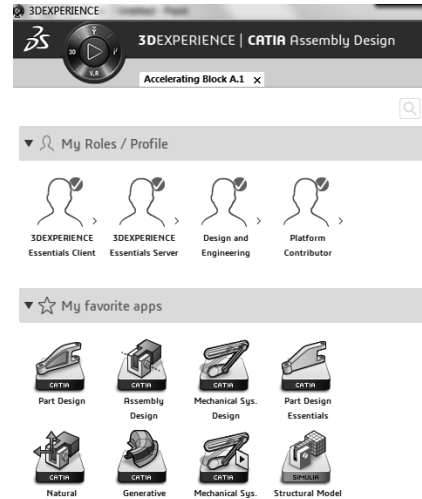 3DEXPERIENCE
3DEXPERIENCE | CATIA Assembly Design
3D
V.R
Accelerating Block A.1 x
My Roles / Profile
3DEXPERIENCE Essentials Client
3DEXPERIENCE Essentials Server
Design and Engineering
Platform Contributor
My favorite apps
CATIA CATIA CATIA CATIA
Part Design
Assembly Design
Mechanical Sys. Design
Part Design Essentials
CATIA CATIA CATIA SIMULIA
Natural Generative Mechanical Sys. Structural Model